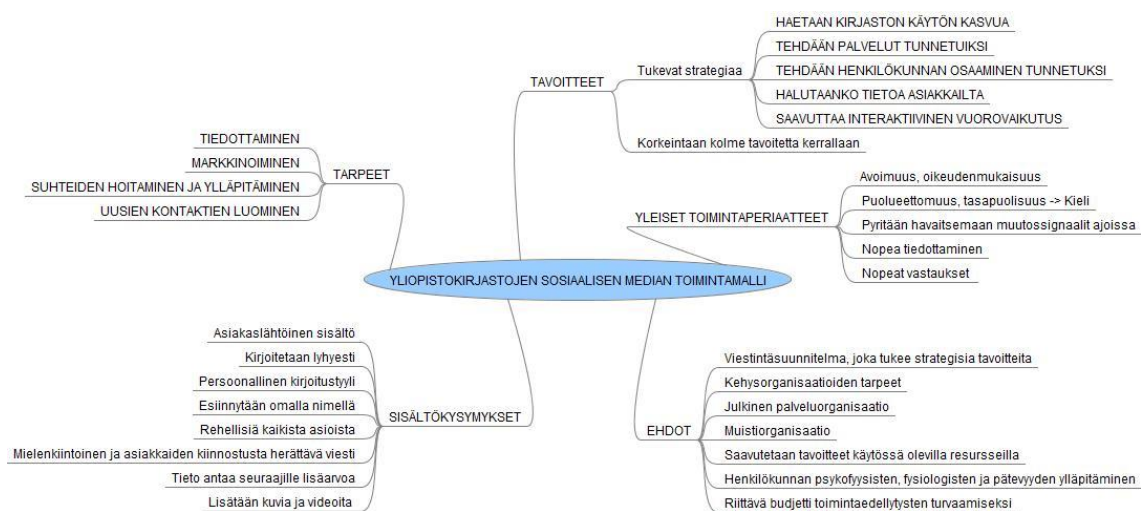 HAETAAN KIRJASTON KÄYTÖN KASVUA
TEHDÄÄN PALVELUT TUNNETUIKSI
Tukevat strategiaa
TEHDÄÄN HENKILÖKUNNAN OSAAMINEN TUNNETUKSI
TAVOITTEET
HALUTAANKO TIETOA ASIAKKAILTA
SAAVUTTAA INTERAKTIIVINEN VUOROVAIKUTUS
Korkeintaan kolme tavoitetta kerrallaan
TIEDOTTAMINEN
MARKKINOIMINEN
TARPEET
SUHTEIDEN HOITAMINEN JA YLLÄPITÄMINEN
UUSIEN KONTAKTIEN LUOMINEN
Avoimuus, oikeudenmukaisuus
Puolueettomuus, tasapuolisuus -> Kieli
YLEISET TOIMINTAPERIAATTEET
Pyritään havaitsemaan muutossignaalit ajoissa
Nopea tiedottaminen
Nopeat vastaukset
YLIOPISTOKIRJASTOJEN SOSIAALISEN MEDIAN TOIMINTAMALLI
Asiakaslähtöinen sisältö
Kirjoitetaan lyhyesti
Persoonallinen kirjoitustyyli
Esiinnytään omalla nimellä
SISÄLTÖKYSYMYKSET
Rehellisiä kaikista asioista
Mielenkiintoinen ja asiakkaiden kiinnostusta herättävä viesti
Tieto antaa seuraajille lisäarvoa
Lisätään kuvia ja videoita
Viestintäsuunnitelma, joka tukee strategisia tavoitteita
Kehysorganisaatioiden tarpeet
Julkinen palveluorganisaatio
EHDOT
Muistiorganisaatio
Saavutetaan tavoitteet käytössä olevilla resursseilla
Henkilökunnan psykofyysisten, fysiologisten ja pätevyyden ylläpitäminen
Riittävä budjetti toimintaedellytysten turvaamiseksi